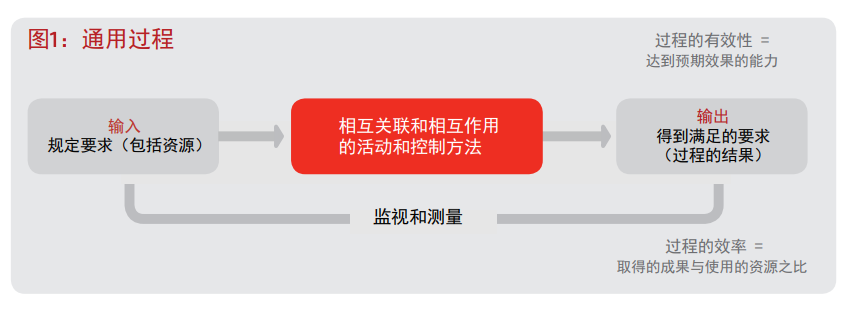 图1：通用过程
过程的有效性 =
达到预期效果的能力
输入
规定要求（包括资源）
相互关联和相互作用
的活动和控制方法
输出
得到满足的要求
（过程的结果）
监视和测量
过程的效率 =
取得的成果与使用的资源之比